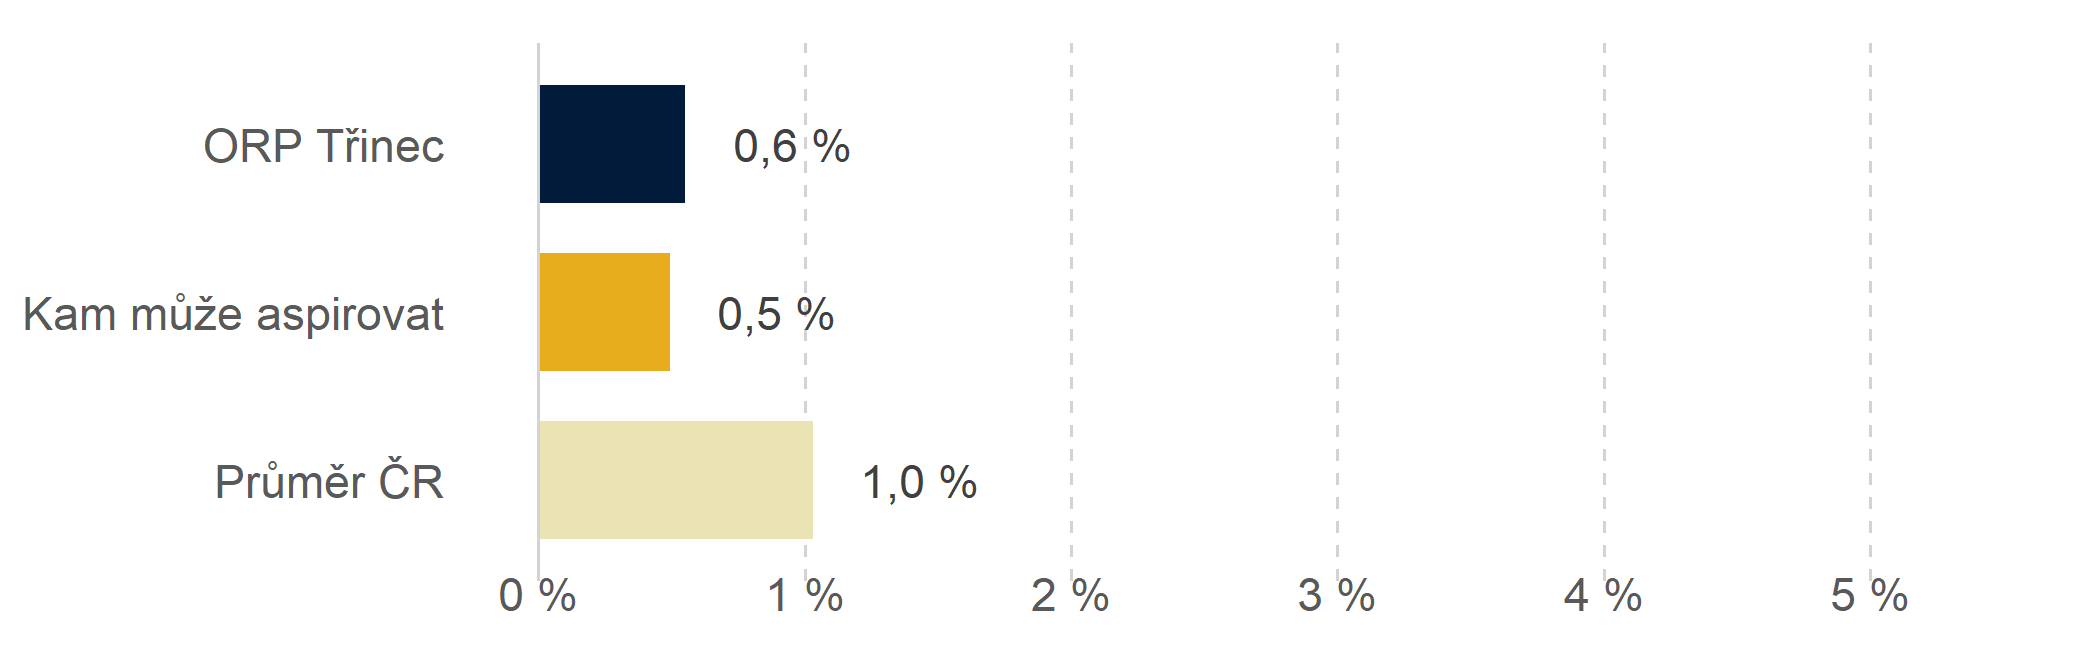 ORP Třinec
0,6 %
Kam může aspirovat
0,5 %
Průměr ČR
1,0 %
0 % 1 % 2 % 3 % 4 % 5 %